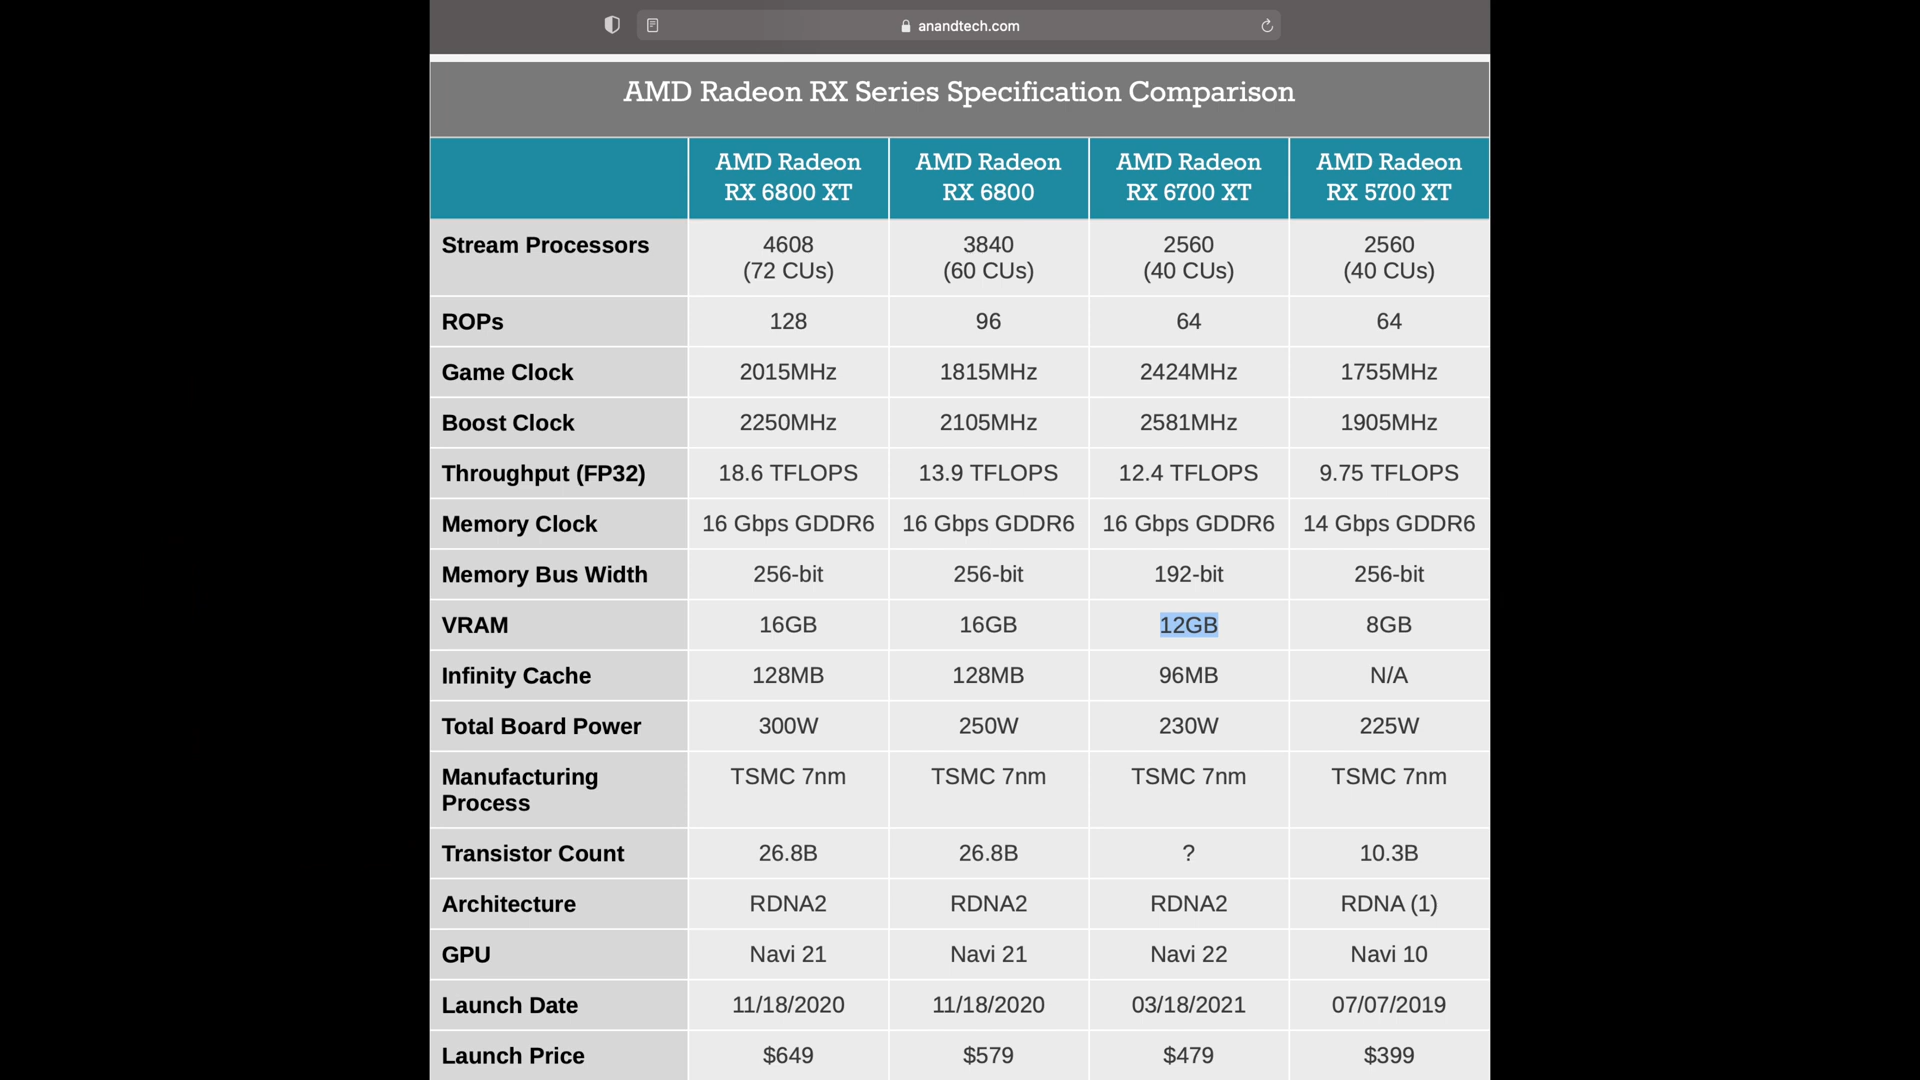 anandtech.com
AMD Radeon RX Series Specification Comparison
AMD Radeon RX 6800 XT AMD Radeon RX 6800 AMD Radeon RX 6700 XT AMD Radeon RX 5700 XT
Stream Processors 4608 (72 CUs) 3840 (60 CUs) 2560 (40 CUs) 2560 (40 CUs)
ROPs 128 96 64 64
Game Clock 2015MHz 1815MHz 2424MHz 1755MHz
Boost Clock 2250MHz 2105MHz 2581MHz 1905MHz
Throughput (FP32) 18.6 TFLOPS 13.9 TFLOPS 12.4 TFLOPS 9.75 TFLOPS
Memory Clock 16 Gbps GDDR6 16 Gbps GDDR6 16 Gbps GDDR6 14 Gbps GDDR6
Memory Bus Width 256-bit 256-bit 192-bit 256-bit
VRAM 16GB 16GB 12GB 8GB
Infinity Cache 128MB 128MB 96MB N/A
Total Board Power 300W 250W 230W 225W
Manufacturing Process TSMC 7nm TSMC 7nm TSMC 7nm TSMC 7nm
Transistor Count 26.8B 26.8B ? 10.3B
Architecture RDNA2 RDNA2 RDNA2 RDNA (1)
GPU Navi 21 Navi 21 Navi 22 Navi 10
Launch Date 11/18/2020 11/18/2020 03/18/2021 07/07/2019
Launch Price $649 $579 $479 $399